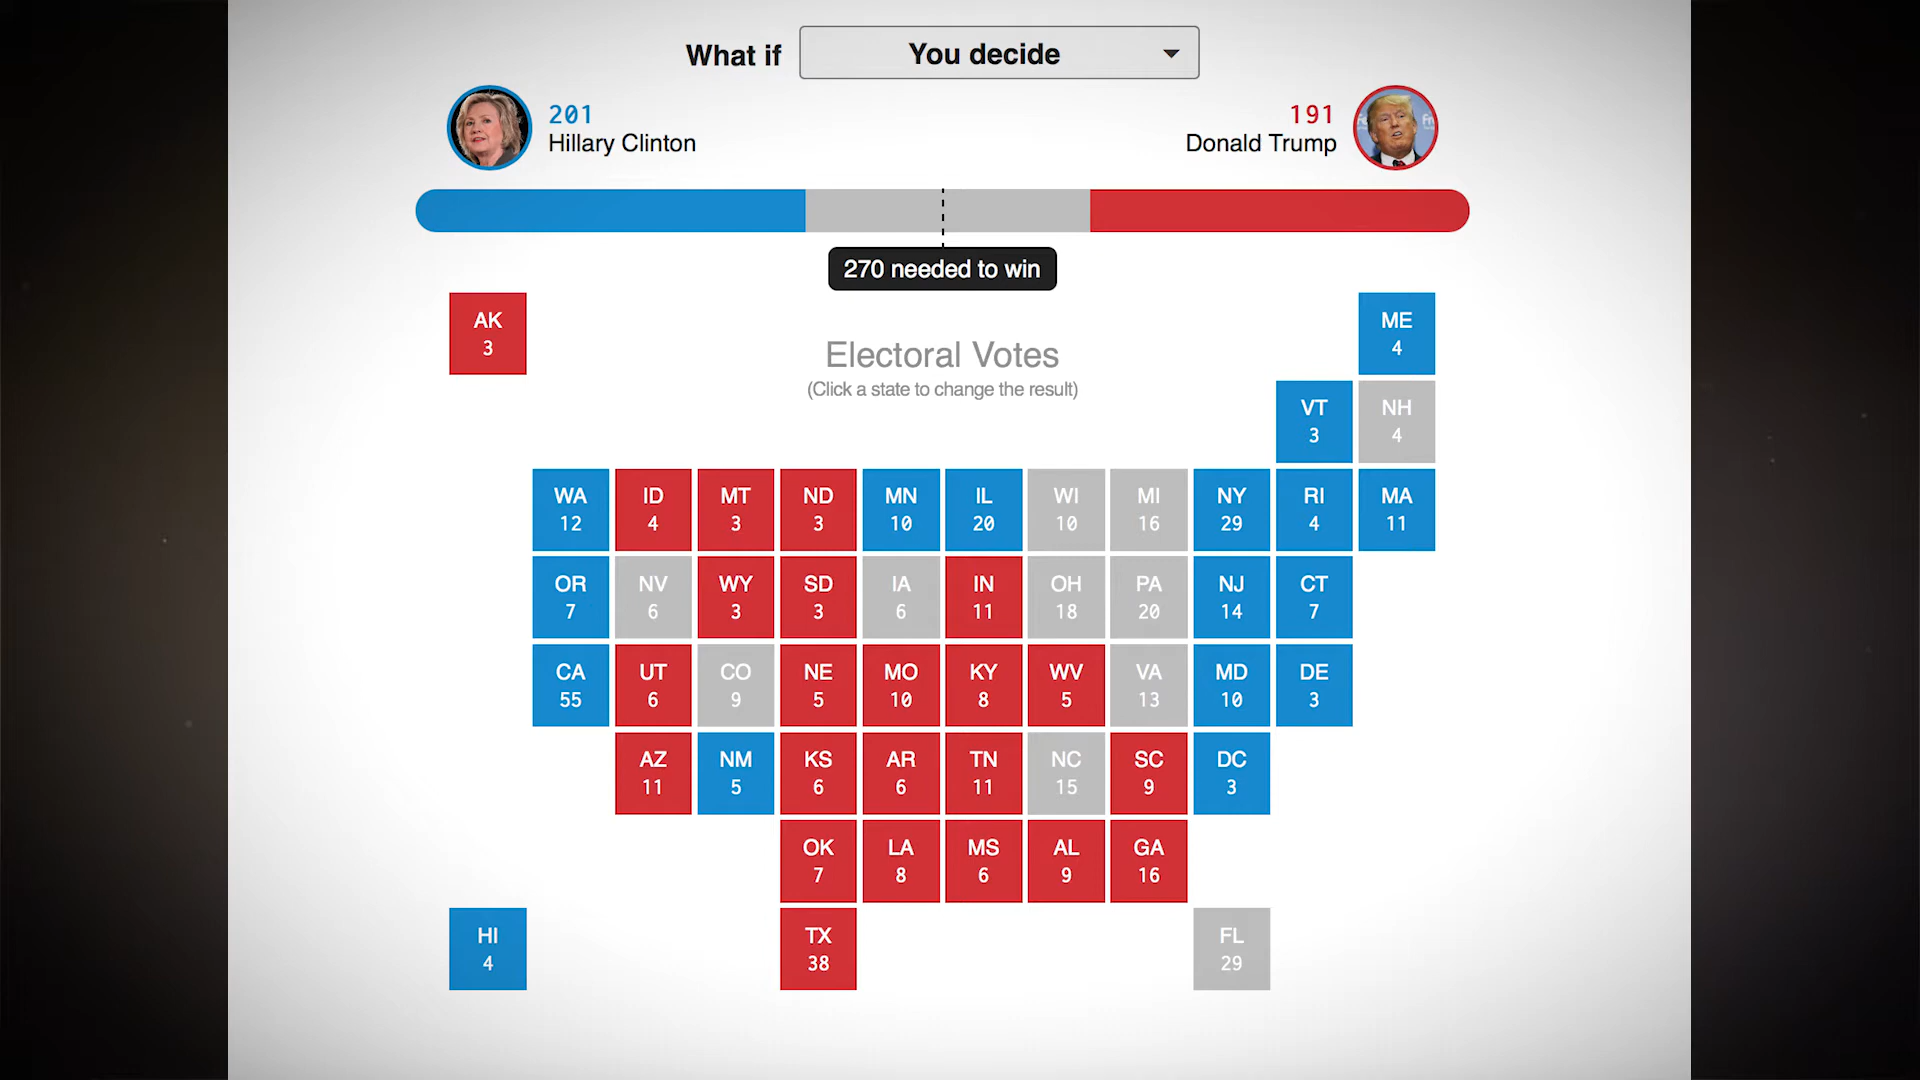 What if You decide
201
Hillary Clinton
191
Donald Trump
270 needed to win
Electoral Votes
(Click a state to change the result)
AK
3
ME
4
VT NH
3 4
WA ID MT ND MN IL WI MI NY RI MA
12 4 3 3 10 20 10 16 29 4 11
OR NV WY SD IA IN OH PA NJ CT
7 6 3 3 6 11 18 20 14 7
CA UT CO NE MO KY WV VA MD DE
55 6 9 5 10 8 5 13 10 3
AZ NM KS AR TN NC SC DC
11 5 6 6 11 15 9 3
OK LA MS AL GA
7 8 6 9 16
HI TX FL
4 38 29